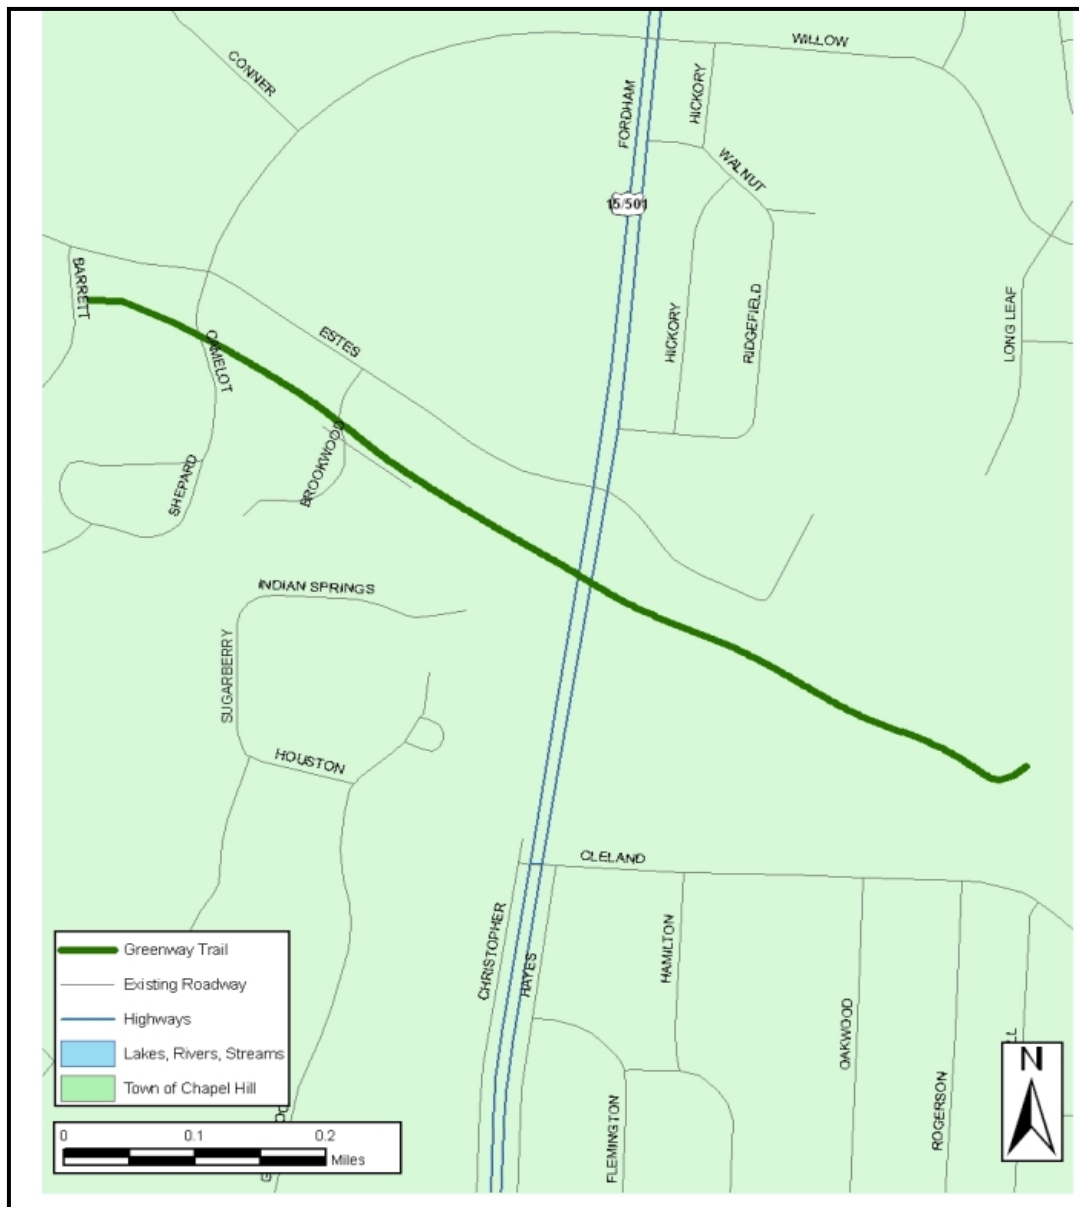 WILLOW
CONNER
FORDHAM
HICKORY
WALNUT
15/501
BARRETT
ESTES
CAMELOT
HICKORY
RIDGEFIELD
LONG LEAF
BROOKWOOD
SHEPARD
INDIAN SPRINGS
SUGARBERRY
HOUSTON
CLELAND
CHRISTOPHER
HAYES
HAMILTON
OAKWOOD
ROGERSON
FLEMINGTON
Greenway Trail
Existing Roadway
Highways
Lakes, Rivers, Streams
Town of Chapel Hill
0 0.1 0.2
Miles
N